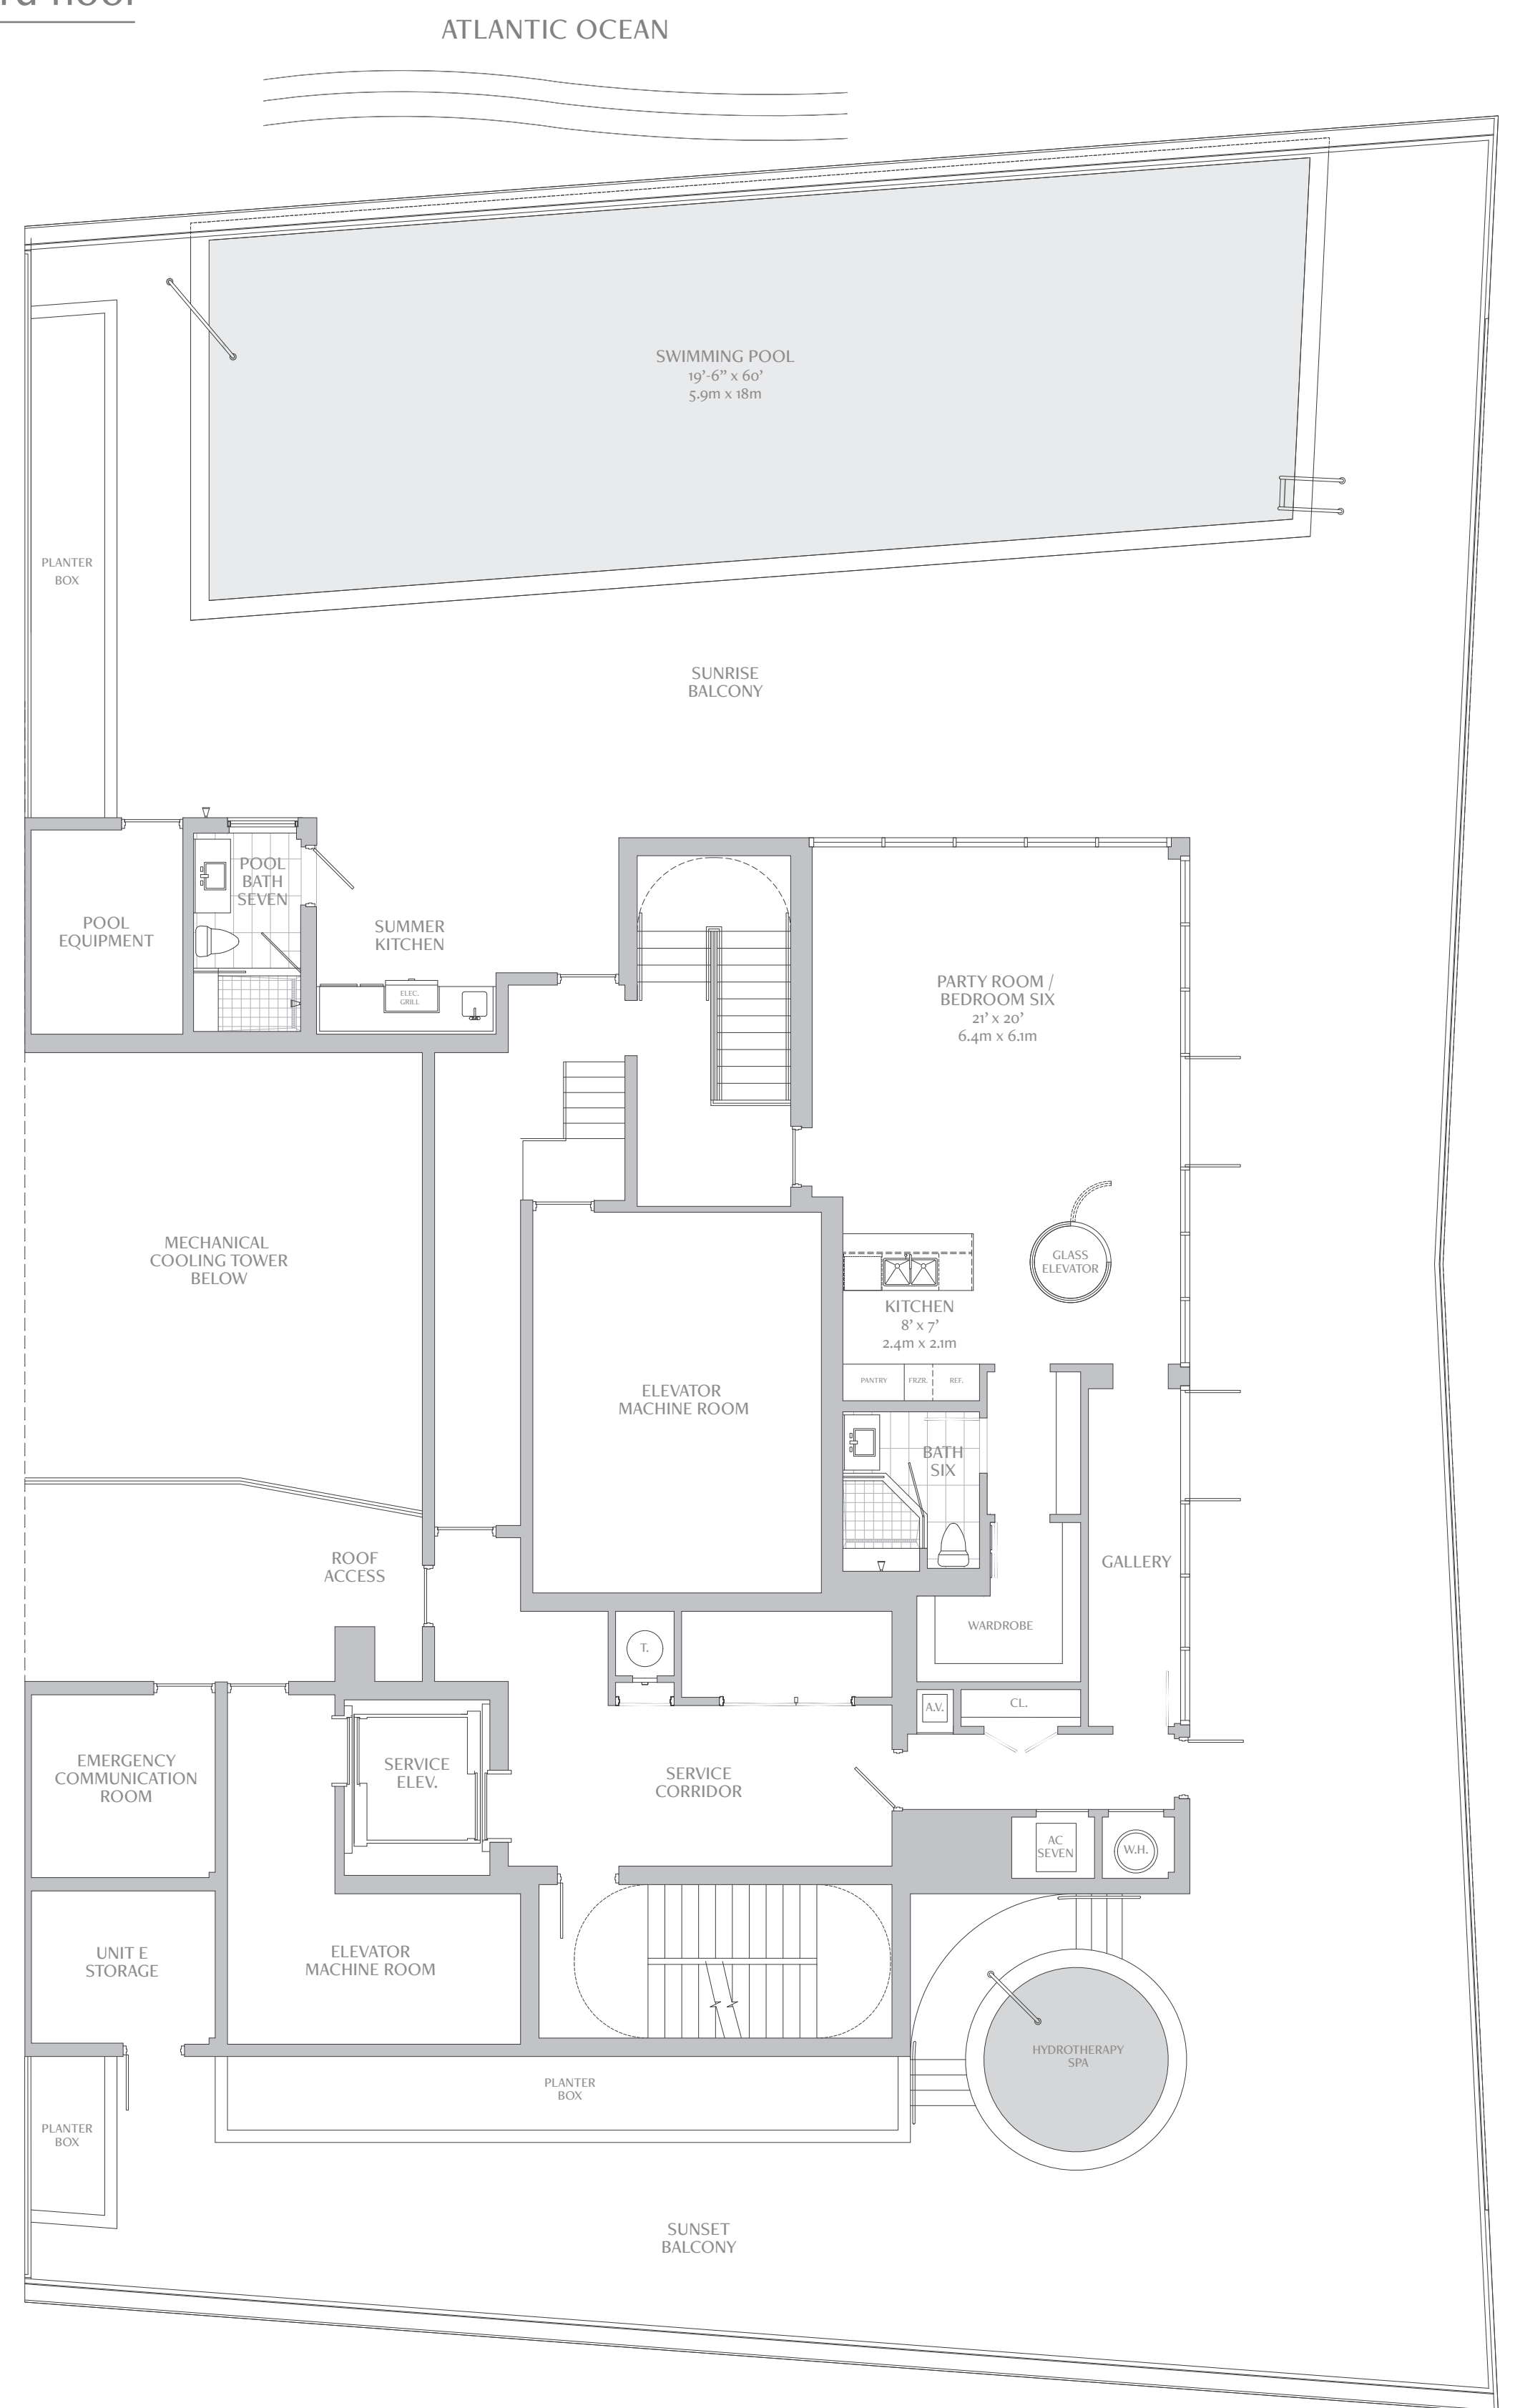 floor
ATLANTIC OCEAN
SWIMMING POOL
19'-6" x 60'
5.9m x 18m
PLANTER
BOX
SUNRISE
BALCONY
POOL
BATH
SEVEN
POOL
EQUIPMENT
SUMMER
KITCHEN
ELEC.
GRILL
PARTY ROOM /
BEDROOM SIX
21' x 20'
6.4m x 6.1m
MECHANICAL
COOLING TOWER
BELOW
GLASS
ELEVATOR
KITCHEN
8' x 7'
2.4m x 2.1m
PANTRY
FRZR.
REF.
ELEVATOR
MACHINE ROOM
BATH
SIX
ROOF
ACCESS
GALLERY
WARDROBE
T.
A.V.
CL.
EMERGENCY
COMMUNICATION
ROOM
SERVICE
ELEV.
SERVICE
CORRIDOR
AC
SEVEN
W.H.
UNIT E
STORAGE
ELEVATOR
MACHINE ROOM
HYDROTHERAPY
SPA
PLANTER
BOX
PLANTER
BOX
SUNSET
BALCONY